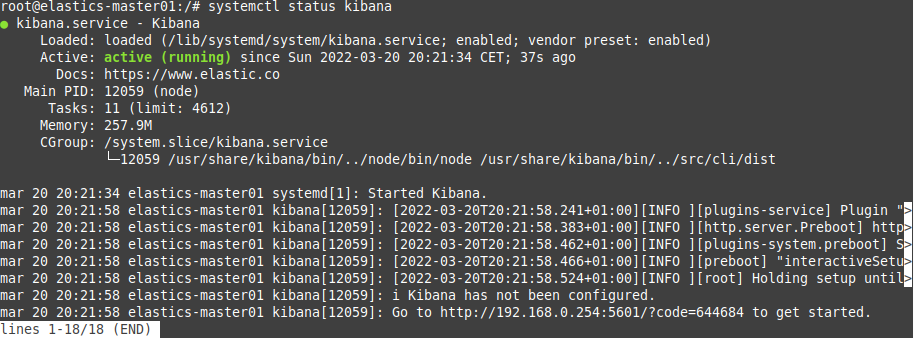 root@elastics-master01:/# systemctl status kibana
● kibana.service - Kibana
Loaded: loaded (/lib/systemd/system/kibana.service; enabled; vendor preset: enabled)
Active: active (running) since Sun 2022-03-20 20:21:34 CET; 37s ago
Docs: https://www.elastic.co
Main PID: 12059 (node)
Tasks: 11 (limit: 4612)
Memory: 257.9M
CGroup: /system.slice/kibana.service
└─12059 /usr/share/kibana/bin/../node/bin/node /usr/share/kibana/bin/../src/cli/dist
mar 20 20:21:34 elastics-master01 systemd[1]: Started Kibana.
mar 20 20:21:58 elastics-master01 kibana[12059]: [2022-03-20T20:21:58.241+01:00][INFO ][plugins-service] Plugin ">
mar 20 20:21:58 elastics-master01 kibana[12059]: [2022-03-20T20:21:58.383+01:00][INFO ][http.server.Preboot] http>
mar 20 20:21:58 elastics-master01 kibana[12059]: [2022-03-20T20:21:58.462+01:00][INFO ][plugins-system.preboot] S>
mar 20 20:21:58 elastics-master01 kibana[12059]: [2022-03-20T20:21:58.466+01:00][INFO ][preboot] "interactiveSetu>
mar 20 20:21:58 elastics-master01 kibana[12059]: [2022-03-20T20:21:58.524+01:00][INFO ][root] Holding setup until>
mar 20 20:21:58 elastics-master01 kibana[12059]: i Kibana has not been configured.
mar 20 20:21:58 elastics-master01 kibana[12059]: Go to http://192.168.0.254:5601/?code=644684 to get started.
lines 1-18/18 (END)